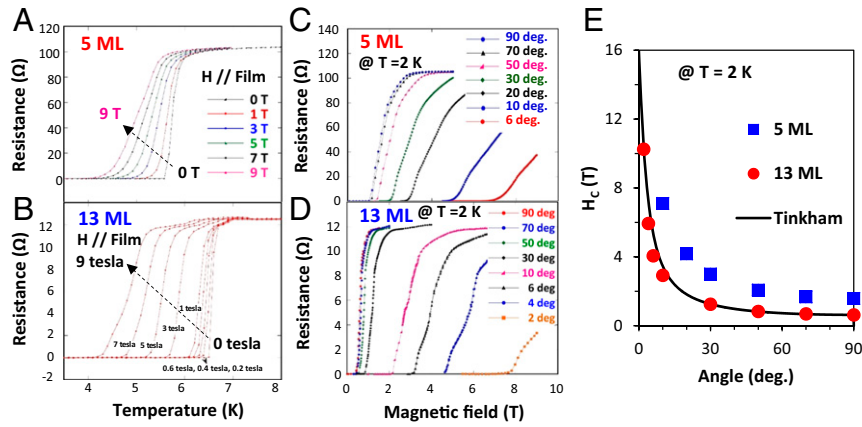 A
5 ML
H // Film
9 T
0 T
0 T
1 T
3 T
5 T
7 T
9 T
120
100
80
60
40
20
0
Resistance (Ω)
B
13 ML
H // Film
9 tesla
1 tesla
3 tesla
7 tesla
5 tesla
0 tesla
0.6 tesla, 0.4 tesla, 0.2 tesla
12
10
8
6
4
2
0
-2
Resistance (Ω)
4
5
6
7
8
Temperature (K)
C
5 ML
@ T = 2 K
90 deg.
70 deg.
50 deg.
30 deg.
20 deg.
10 deg.
6 deg.
140
120
100
80
60
40
20
0
Resistance (Ω)
D
13 ML
@ T = 2 K
90 deg
70 deg
50 deg
30 deg
10 deg
6 deg
4 deg
2 deg
14
12
10
8
6
4
2
0
Resistance (Ω)
0
2
4
6
8
10
Magnetic field (T)
E
@ T = 2 K
5 ML
13 ML
Tinkham
16
12
8
4
0
H_C (T)
0
30
60
90
Angle (deg.)